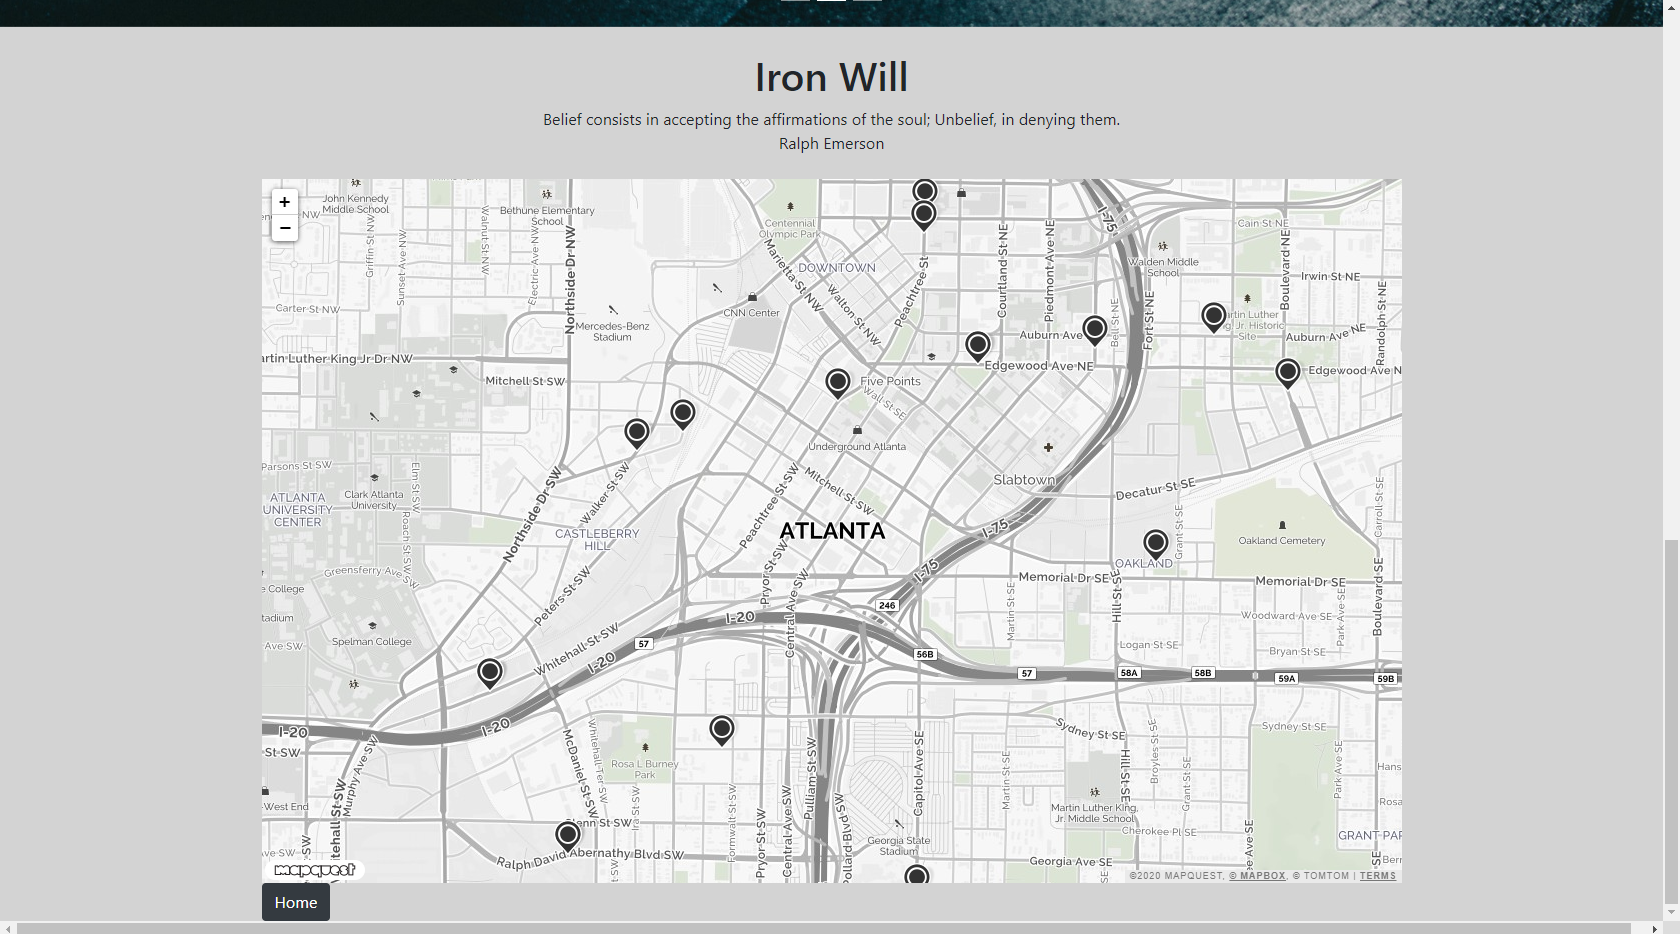 Iron Will
Belief consists in accepting the affirmations of the soul; Unbelief, in denying them.
Ralph Emerson
+
−
John Kennedy
Middle School
NW
Griffin St NW
Sunset Ave NW
Walnut St NW
Electric Ave NW
Bethune Elementary
School
Northside Dr NW
Carter St NW
Mercedes-Benz
Stadium
Centennial
Olympic Park
Marietta St NW
DOWNTOWN
Walton St NW
CNN Center
Peachtree St
Courtland St NE
Piedmont Ave NE
I-75
Walden Middle
School
Cain St NE
Boulevard NE
Irwin St NE
Randolph St NE
Fort St NE
Bell St NE
Auburn Ave
Edgewood Ave NE
rtin Luther
g, Jr. Historic
Site
Auburn Ave NE
Edgewood Ave N
artin Luther King Jr Dr NW
Mitchell St SW
Five Points
Wall St SE
Underground Atlanta
Parsons St SW
Elm St SW
Clark Atlanta
University
ATLANTA
UNIVERSITY
CENTER
Roach St SW
Northside Dr SW
Walker St SW
CASTLEBERRY
HILL
Peachtree St SW
Mitchell St SW
ATLANTA
Slabtown
Decatur St SE
Carroll St SE
Grant St SE
Oakland Cemetery
OAKLAND
I-75
I-75
Memorial Dr SE
Memorial Dr SE
Greensferry Ave SW
e College
Peters St SW
Pryor St SW
Central Ave SW
246
Martin St SE
Hill St SE
Woodward Ave SE
Park Ave SE
Boulevard SE
tadium
Ave SW
Spelman College
Whitehall St SW
I-20
57
I-20
56B
Logan St SE
Bryan St SE
57
58A
58B
59A
59B
I-20
I-20
St SW
Murphy Ave SW
McDaniel St SW
Whitehall Ter SW
Rosa L Burney
Park
Pulliam St SW
Capitol Ave SE
Sydney St SE
Sydney St SE
Hill St SE
Broyles St SE
Grant St SE
Park Ave SE
Hans
Rosa
West End
itehall St SW
Ira St SW
Formwalt St SW
Pryor St SW
Central Ave SW
Pollard Blvd SW
Martin St SE
Martin Luther King,
Jr. Middle School
Glenn St SW
Cherokee Pl SE
GRANT PAR
Georgia State
Stadium
ve SW
SW
Ralph David Abernathy Blvd SW
Georgia Ave SE
e Ave SE
SE
Berr
mapquest
©2020 MAPQUEST, © MAPBOX, © TOMTOM | TERMS
Home